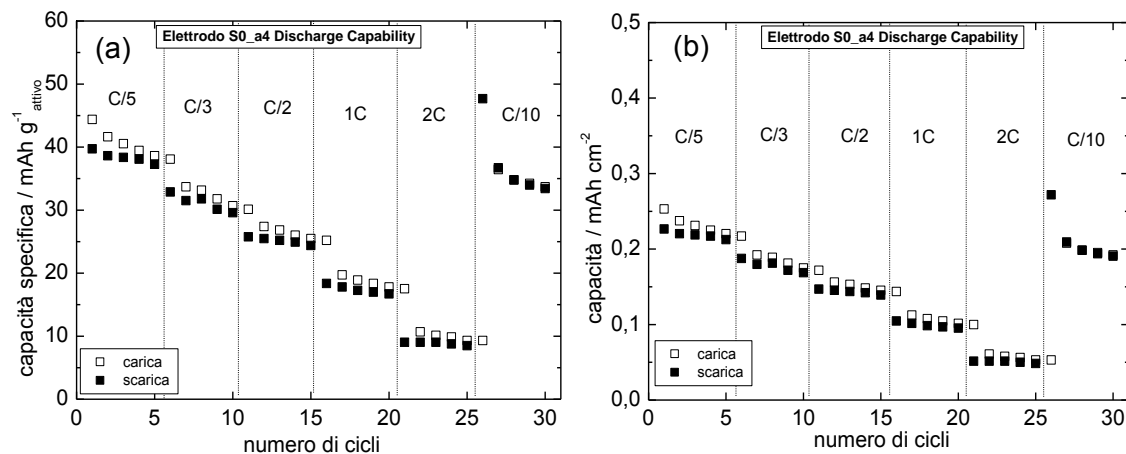 (a)
Elettrodo S0_a4 Discharge Capability
C/5
C/3
C/2
1C
2C
C/10
capacità specifica / mAh g⁻¹ attivo
60
50
40
30
20
10
0
carica
scarica
0 5 10 15 20 25 30
numero di cicli
(b)
Elettrodo S0_a4 Discharge Capability
C/5
C/3
C/2
1C
2C
C/10
capacità / mAh cm⁻²
0,5
0,4
0,3
0,2
0,1
0,0
carica
scarica
0 5 10 15 20 25 30
numero di cicli